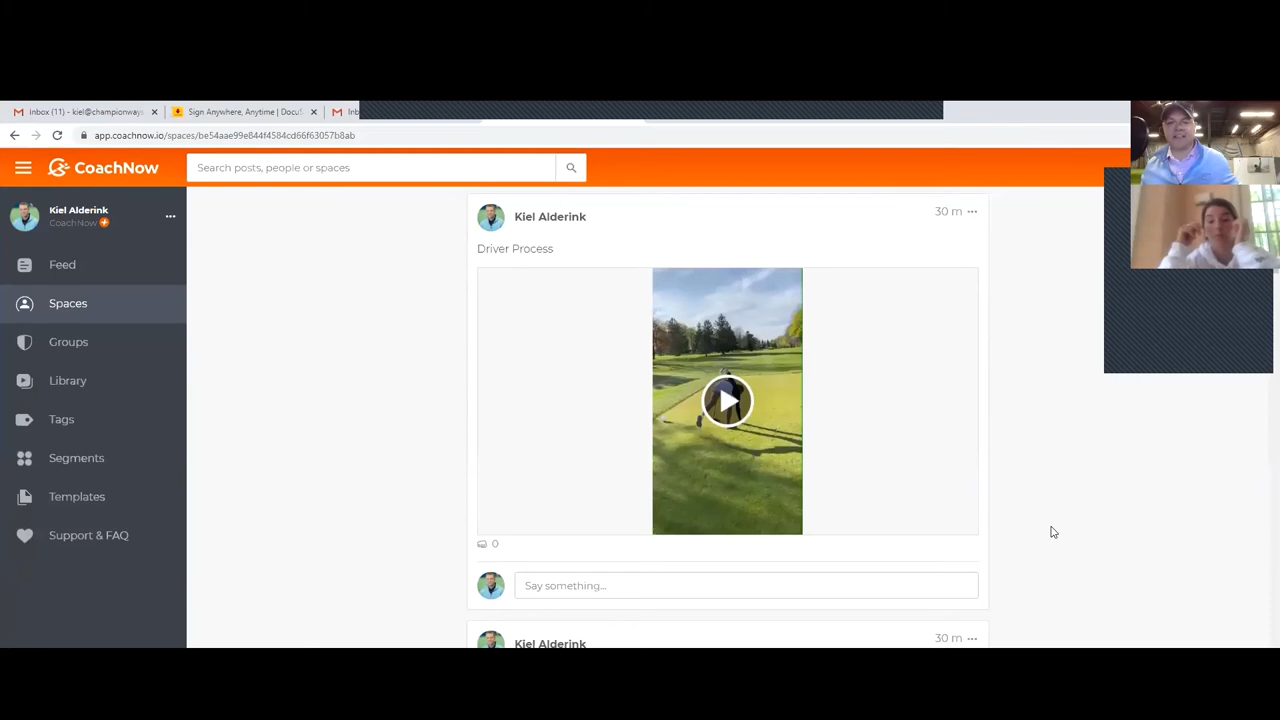 Inbox (11) - kiel@championways
Sign Anywhere, Anytime | DocuS
Inb
app.coachnow.io/spaces/be54aae99e844f4584cd66f63057b8ab
CoachNow
Search posts, people or spaces
Kiel Alderink
CoachNow
Feed
Spaces
Groups
Library
Tags
Segments
Templates
Support & FAQ
Kiel Alderink
30 m
Driver Process
0
Say something...
Kiel Alderink
30 m